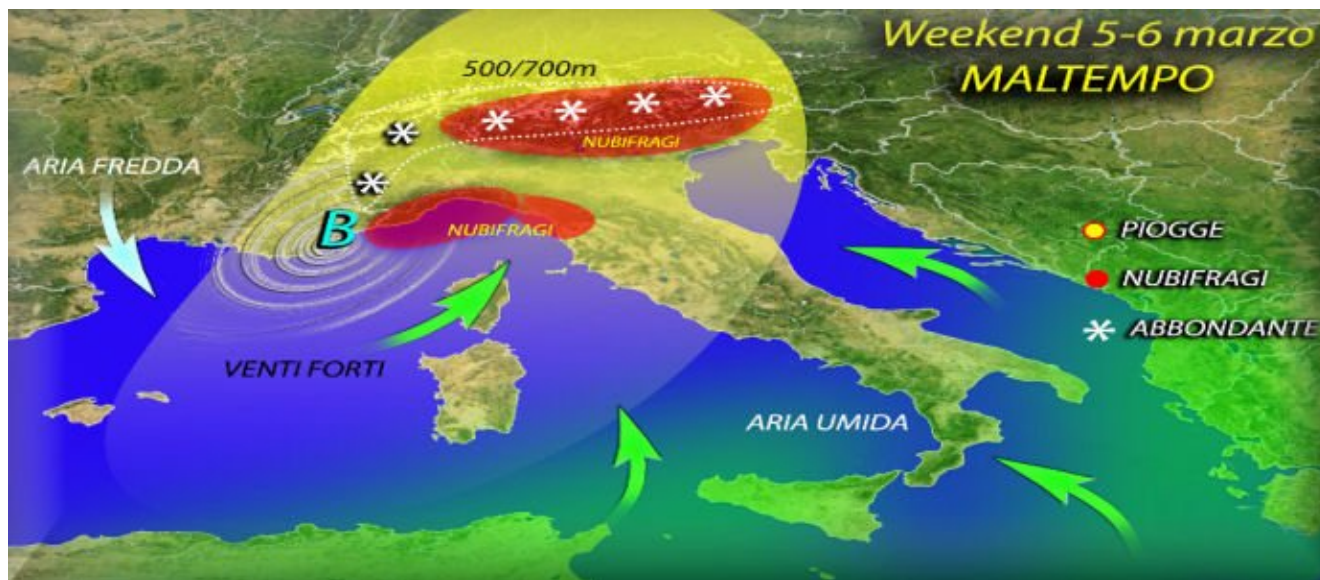 Weekend 5-6 marzo
MALTEMPO
500/700m
NUBIFRAGI
ARIA FREDDA
B
NUBIFRAGI
PIOGGE
NUBIFRAGI
ABBONDANTE
VENTI FORTI
ARIA UMIDA